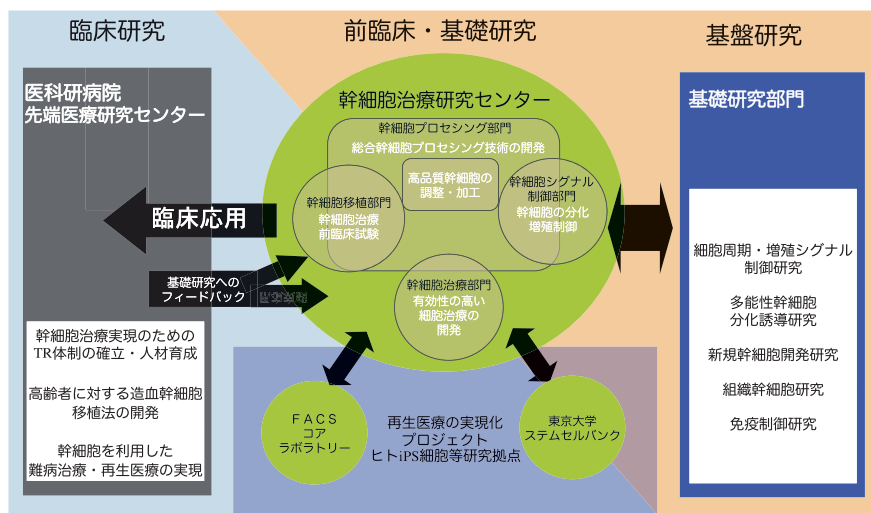 臨床研究
前臨床・基礎研究
基盤研究
医科研病院
先端医療研究センター
臨床応用
基礎研究への
フィードバック
臨床応用
幹細胞治療実現のための
TR体制の確立・人材育成
高齢者に対する造血幹細胞
移植法の開発
幹細胞を利用した
難病治療・再生医療の実現
幹細胞治療研究センター
幹細胞プロセシング部門
総合幹細胞プロセシング技術の開発
高品質幹細胞の
調整・加工
幹細胞移植部門
幹細胞治療
前臨床試験
幹細胞シグナル
制御部門
幹細胞の分化
増殖制御
幹細胞治療部門
有効性の高い
細胞治療の
開発
FACS
コア
ラボラトリー
再生医療の実現化
プロジェクト
ヒトiPS細胞等研究拠点
東京大学
ステムセルバンク
基礎研究部門
細胞周期・増殖シグナル
制御研究
多能性幹細胞
分化誘導研究
新規幹細胞開発研究
組織幹細胞研究
免疫制御研究